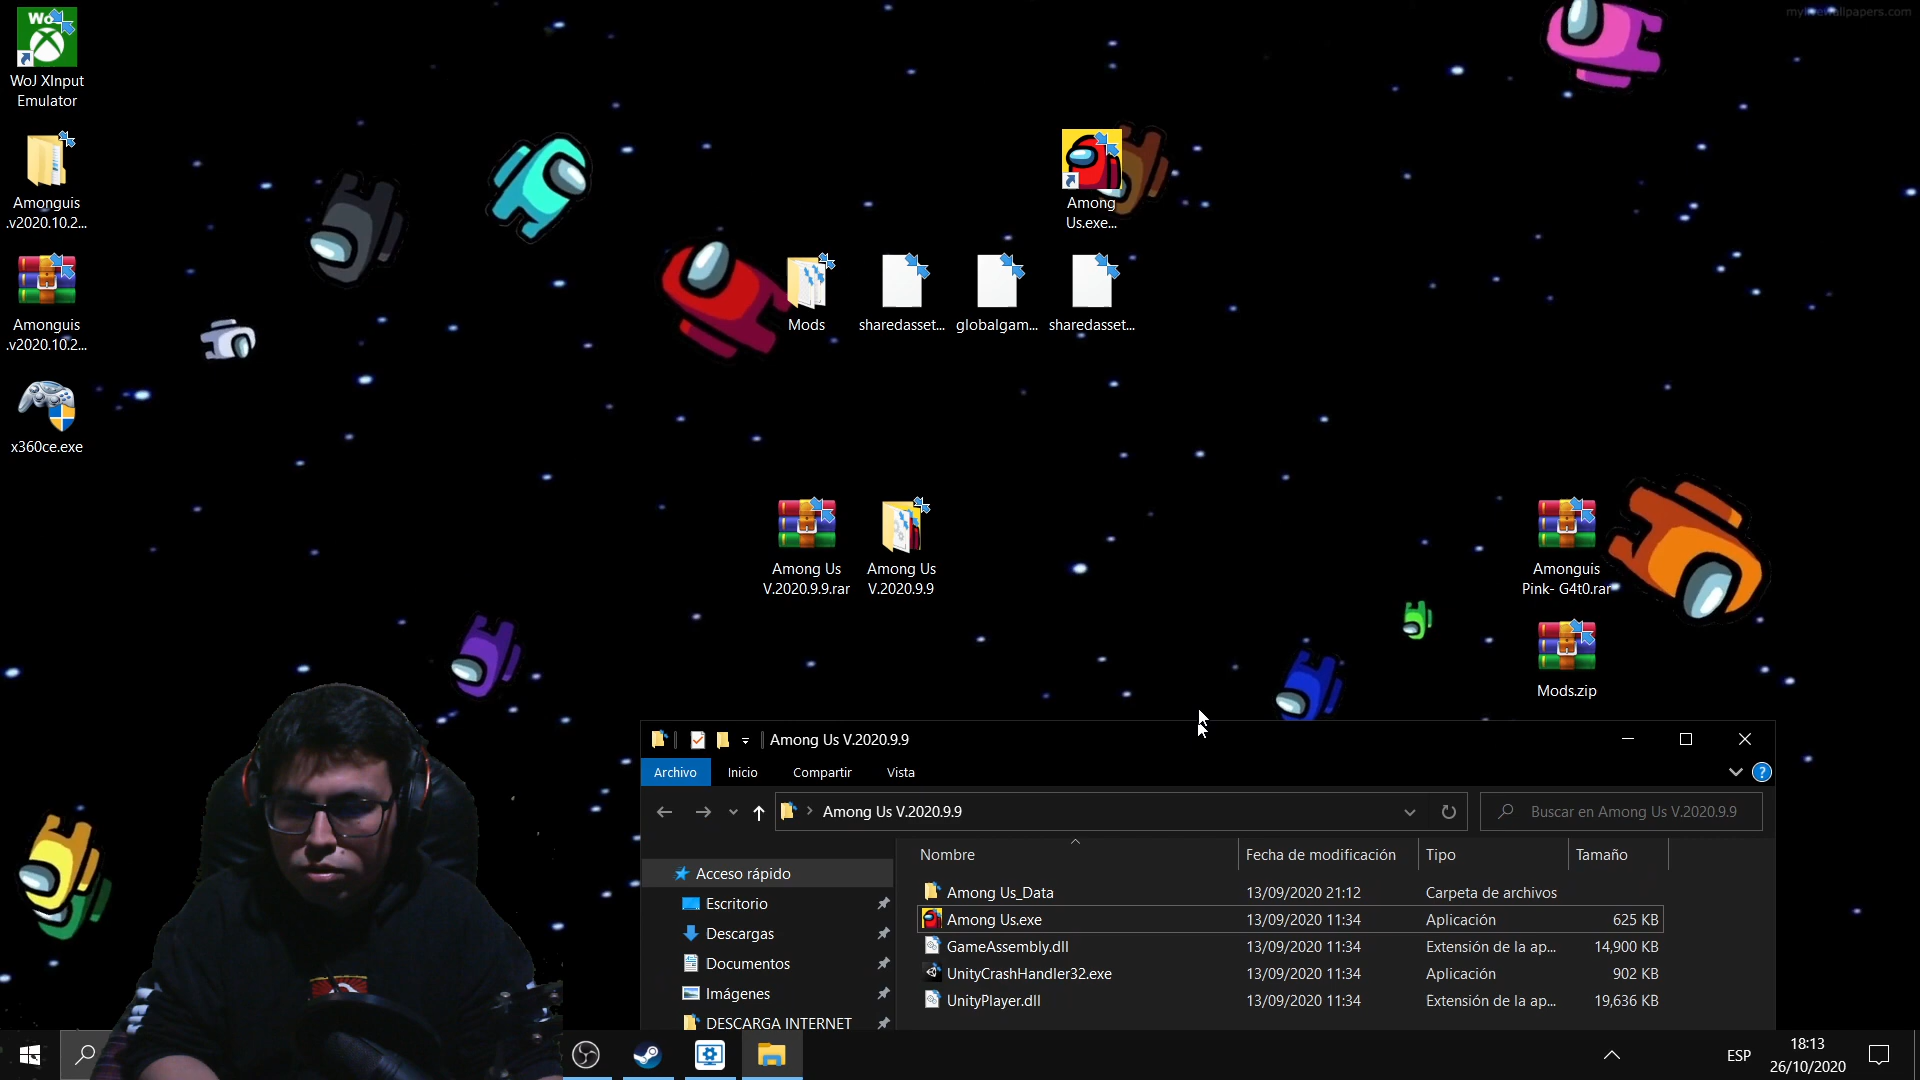 mylivewallpapers.com
Wo
WoJ XInput
Emulator
Amonguis
.v2020.10.2...
Amonguis
.v2020.10.2...
x360ce.exe
Among
Us.exe...
Mods
sharedasset...
globalgam...
sharedasset...
Among Us
V.2020.9.9.rar
Among Us
V.2020.9.9
Amonguis
Pink- G4t0.rar
Mods.zip
Among Us V.2020.9.9
Archivo Inicio Compartir Vista
Among Us V.2020.9.9
Buscar en Among Us V.2020.9.9
Nombre Fecha de modificación Tipo Tamaño
Acceso rápido
Escritorio
Descargas
Documentos
Imágenes
DESCARGA INTERNET
Among Us_Data 13/09/2020 21:12 Carpeta de archivos
Among Us.exe 13/09/2020 11:34 Aplicación 625 KB
GameAssembly.dll 13/09/2020 11:34 Extensión de la ap... 14,900 KB
UnityCrashHandler32.exe 13/09/2020 11:34 Aplicación 902 KB
UnityPlayer.dll 13/09/2020 11:34 Extensión de la ap... 19,636 KB
ESP
18:13
26/10/2020